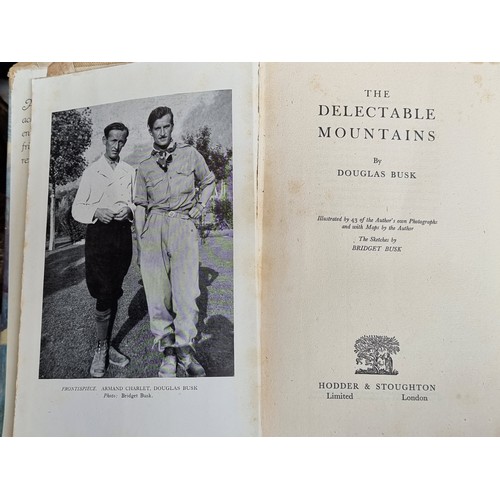 FRONTISPIECE. ARMAND CHARLET, DOUGLAS BUSK
Photo: Bridget Busk.
THE
DELECTABLE
MOUNTAINS
By
DOUGLAS BUSK
Illustrated by 43 of the Author's own Photographs
and with Maps by the Author
The Sketches by
BRIDGET BUSK
HODDER & STOUGHTON
Limited London